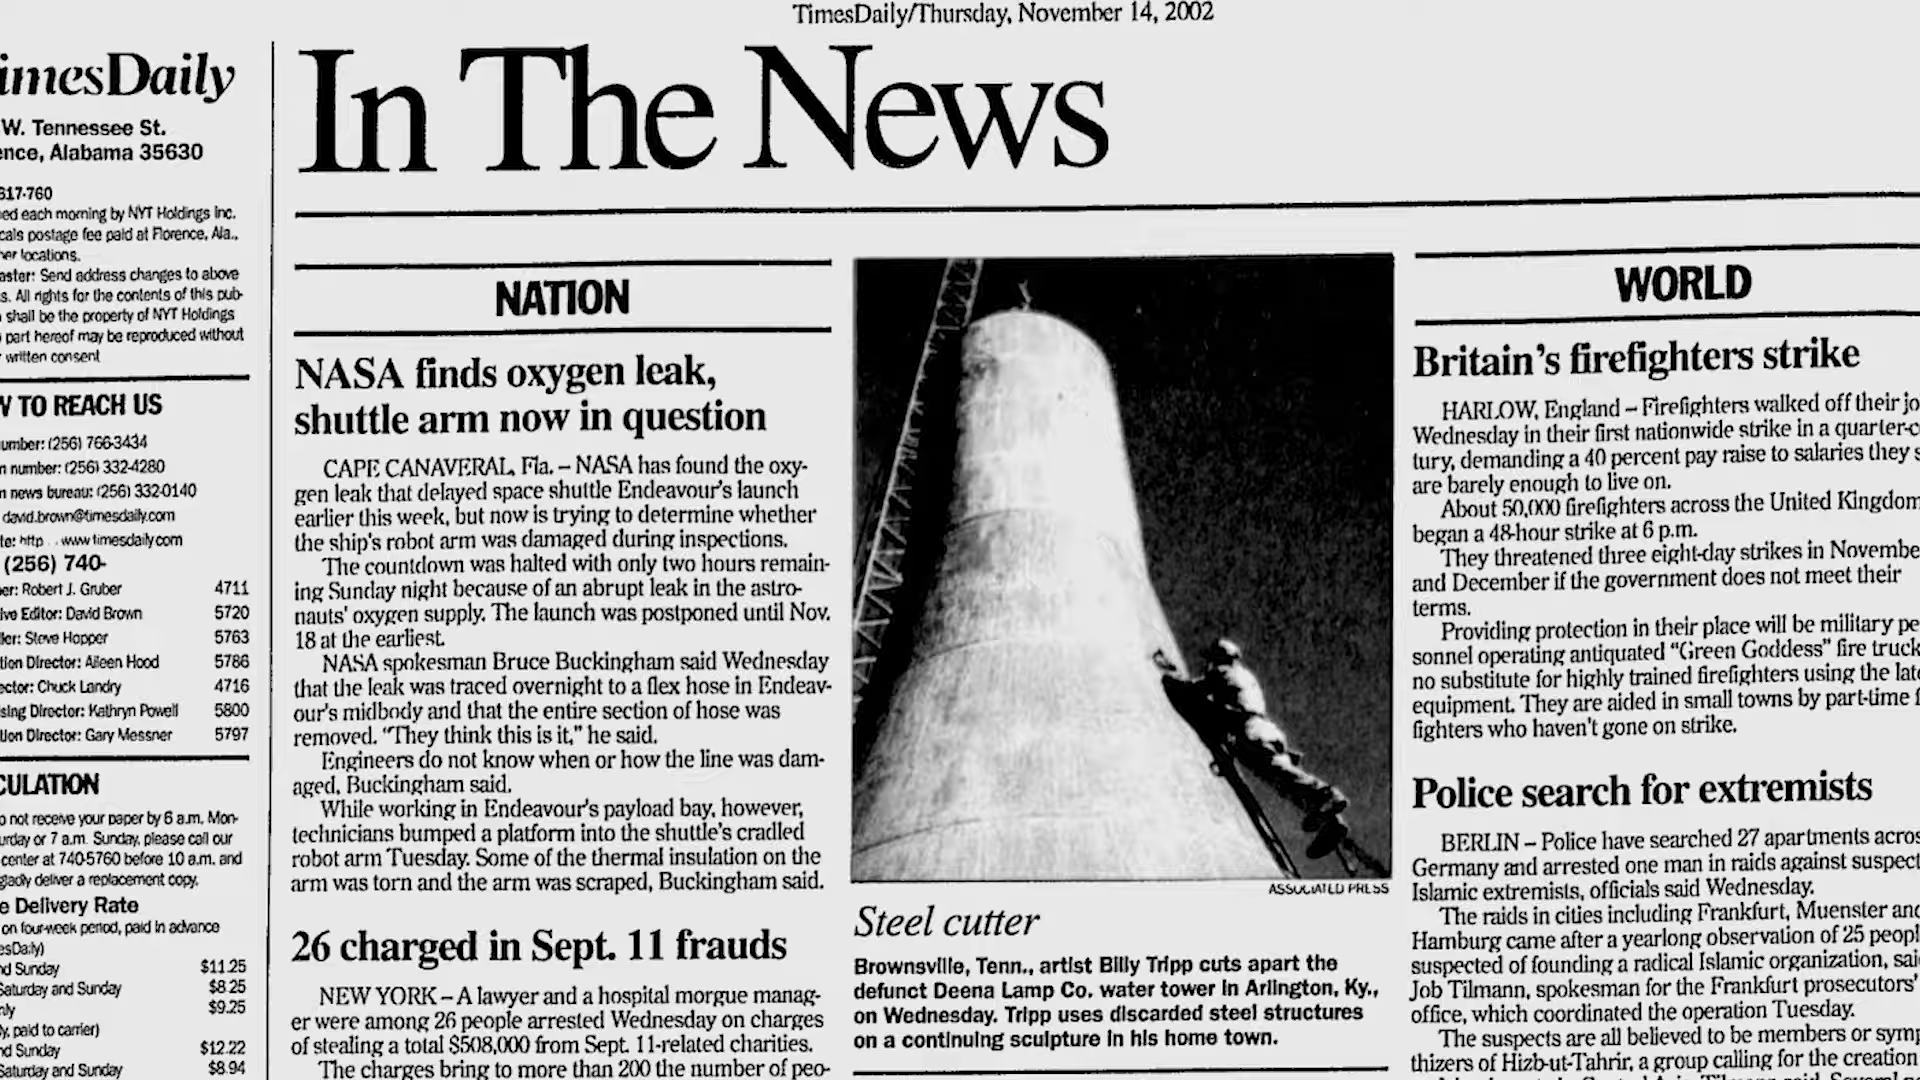 TimesDaily/Thursday, November 14, 2002
imesDaily
W. Tennessee St.
ence, Alabama 35630
617-760
ed each morning by NYT Holdings Inc.
cals postage fee paid at Florence, Ala.,
her locations.
aster: Send address changes to above
s. All rights for the contents of this pub-
shall be the property of NYT Holdings
part hereof may be reproduced without
written consent
W TO REACH US
umber: (256) 766-3434
n number: (256) 332-4280
n news bureau: (256) 332-0140
david.brown@timesdaily.com
te: http . . www timesdaily com
(256) 740-
er: Robert J. Gruber 4711
ive Editor: David Brown 5720
ller: Steve Hopper 5763
tion Director: Aileen Hood 5786
ector: Chuck Landry 4716
ising Director: Kathryn Powell 5800
tion Director: Gary Messner 5797
CULATION
o not receive your paper by 6 a.m. Mon-
urday or 7 a.m. Sunday, please call our
center at 740-5760 before 10 a.m. and
gladly deliver a replacement copy.
e Delivery Rate
on four-week period, paid in advance
esDaily)
nd Sunday $11.25
Saturday and Sunday $8 25
nly $9.25
y, paid to carrier)
nd Sunday $12.22
Saturday and Sunday $8.94
In The News
NATION
NASA finds oxygen leak,
shuttle arm now in question
CAPE CANAVERAL, Fla. – NASA has found the oxy-
gen leak that delayed space shuttle Endeavour's launch
earlier this week, but now is trying to determine whether
the ship's robot arm was damaged during inspections.
The countdown was halted with only two hours remain-
ing Sunday night because of an abrupt leak in the astro-
nauts' oxygen supply. The launch was postponed until Nov.
18 at the earliest.
NASA spokesman Bruce Buckingham said Wednesday
that the leak was traced overnight to a flex hose in Endeav-
our's midbody and that the entire section of hose was
removed. "They think this is it," he said.
Engineers do not know when or how the line was dam-
aged, Buckingham said.
While working in Endeavour's payload bay, however,
technicians bumped a platform into the shuttle's cradled
robot arm Tuesday. Some of the thermal insulation on the
arm was torn and the arm was scraped, Buckingham said.
26 charged in Sept. 11 frauds
NEW YORK – A lawyer and a hospital morgue manag-
er were among 26 people arrested Wednesday on charges
of stealing a total $508,000 from Sept. 11-related charities.
The charges bring to more than 200 the number of peo-
ASSOCIATED PRESS
Steel cutter
Brownsville, Tenn., artist Billy Tripp cuts apart the
defunct Deena Lamp Co. water tower in Arlington, Ky.,
on Wednesday. Tripp uses discarded steel structures
on a continuing sculpture in his home town.
WORLD
Britain's firefighters strike
HARLOW, England – Firefighters walked off their jo
Wednesday in their first nationwide strike in a quarter-c
tury, demanding a 40 percent pay raise to salaries they s
are barely enough to live on.
About 50,000 firefighters across the United Kingdom
began a 48-hour strike at 6 p.m.
They threatened three eight-day strikes in Novembe
and December if the government does not meet their
terms.
Providing protection in their place will be military pe
sonnel operating antiquated "Green Goddess" fire truck
no substitute for highly trained firefighters using the late
equipment. They are aided in small towns by part-time f
fighters who haven't gone on strike.
Police search for extremists
BERLIN – Police have searched 27 apartments acros
Germany and arrested one man in raids against suspect
Islamic extremists, officials said Wednesday.
The raids in cities including Frankfurt, Muenster and
Hamburg came after a yearlong observation of 25 peopl
suspected of founding a radical Islamic organization, sai
Job Tilmann, spokesman for the Frankfurt prosecutors'
office, which coordinated the operation Tuesday.
The suspects are all believed to be members or symp
thizers of Hizb-ut-Tahrir, a group calling for the creation